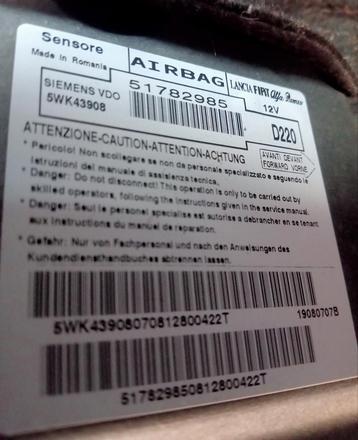 Sensore
Made in Romania
AIRBAG
LANCIA FIAT Alfa Romeo
SIEMENS VDO
5WK43908
51782985
12V
D220
ATTENZIONE-CAUTION-ATTENTION-ACHTUNG
AVANTI DEVANT
FORWARD VORNE
* Pericolo! Non scollegare se non da personale specializzato e seguendo le
istruzioni del manuale di assistenza tecnica.
* Danger: Do not disconnect! This operation is only to be carried out by
skilled operators, following the instructions given in the service manual.
* Danger: Seul le personal specialise est autorise a debrancher en se tenant
aux instructions du manuel de reparation.
* Gefahr: Nur von Fachpersonal und nach den Anweisungen des
Kundendiensthandbuches abtrennen lassen.
5WK43908070812800422T
19080707B
517829850812800422T